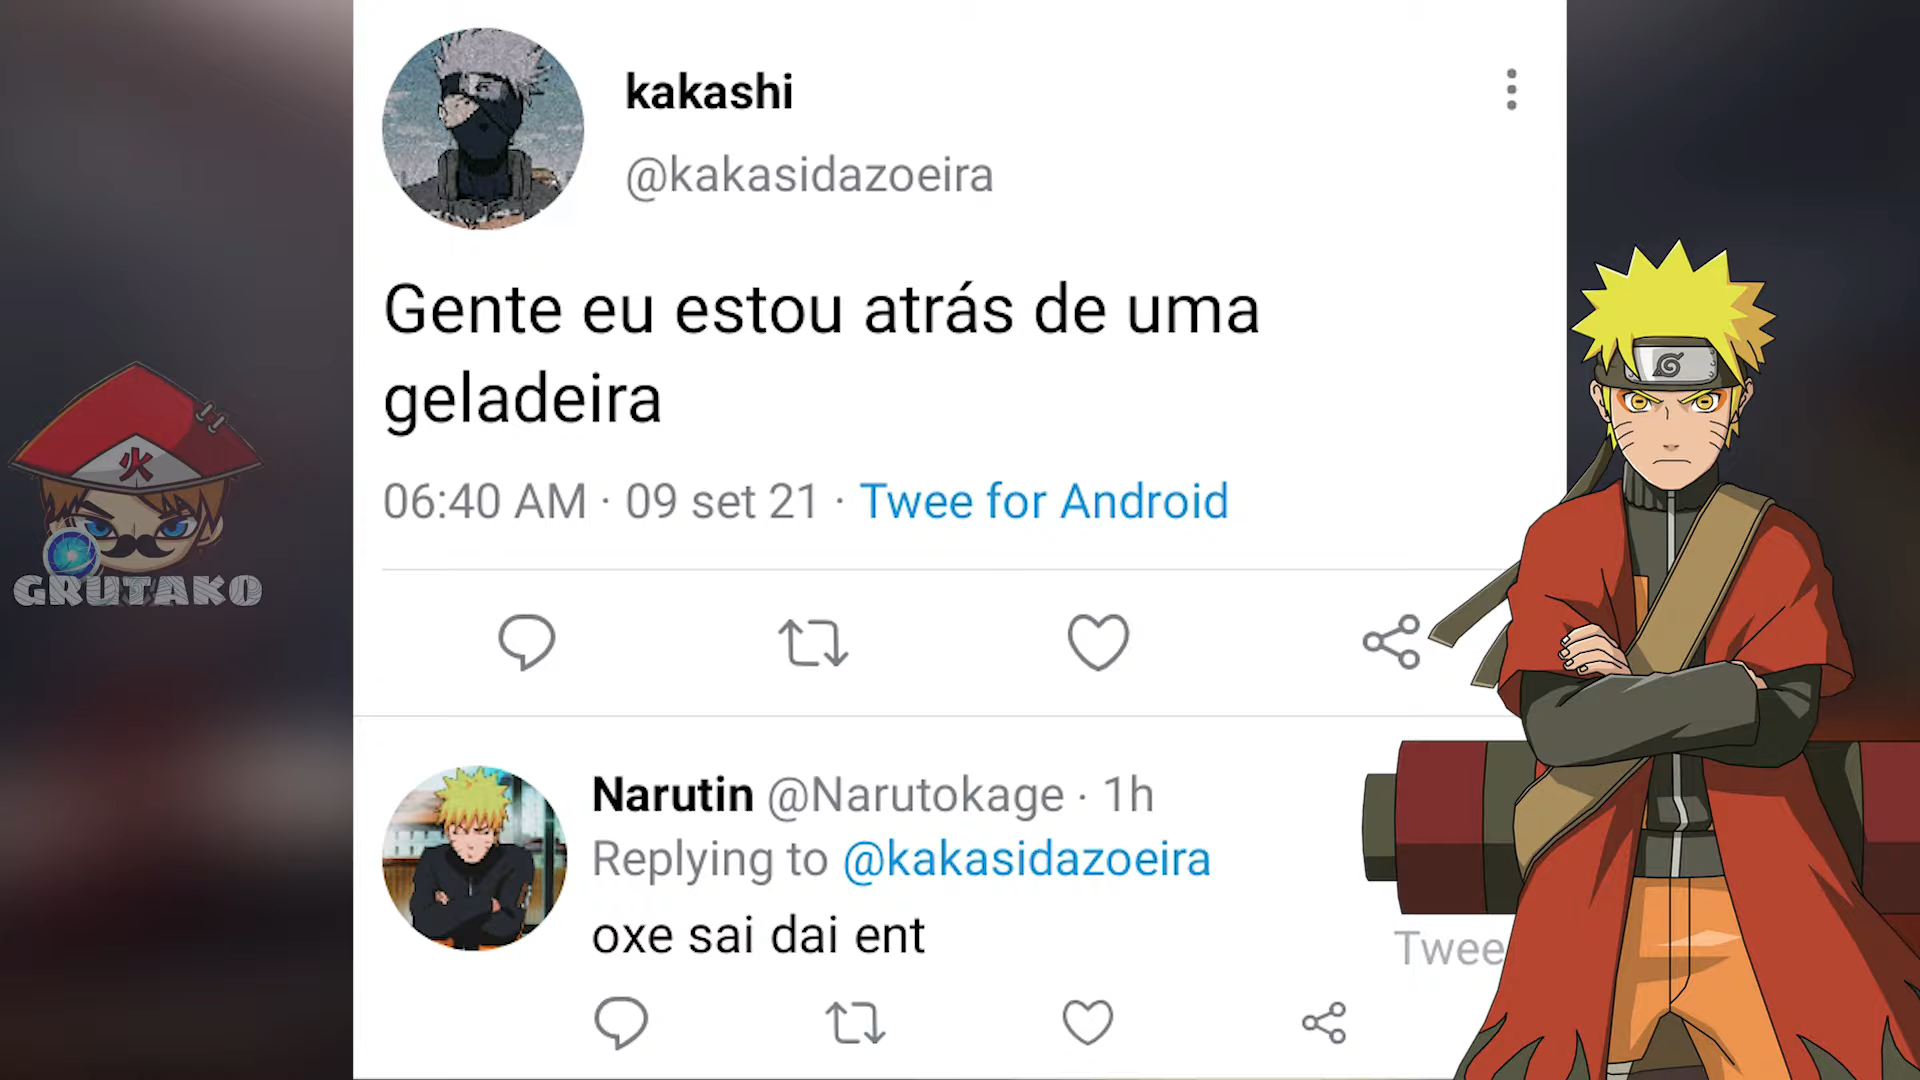 kakashi
@kakasidazoeira
Gente eu estou atrás de uma
geladeira
06:40 AM · 09 set 21 · Twee for Android
Narutin @Narutokage · 1h
Replying to @kakasidazoeira
oxe sai dai ent
Twee
火
GRUTAKO